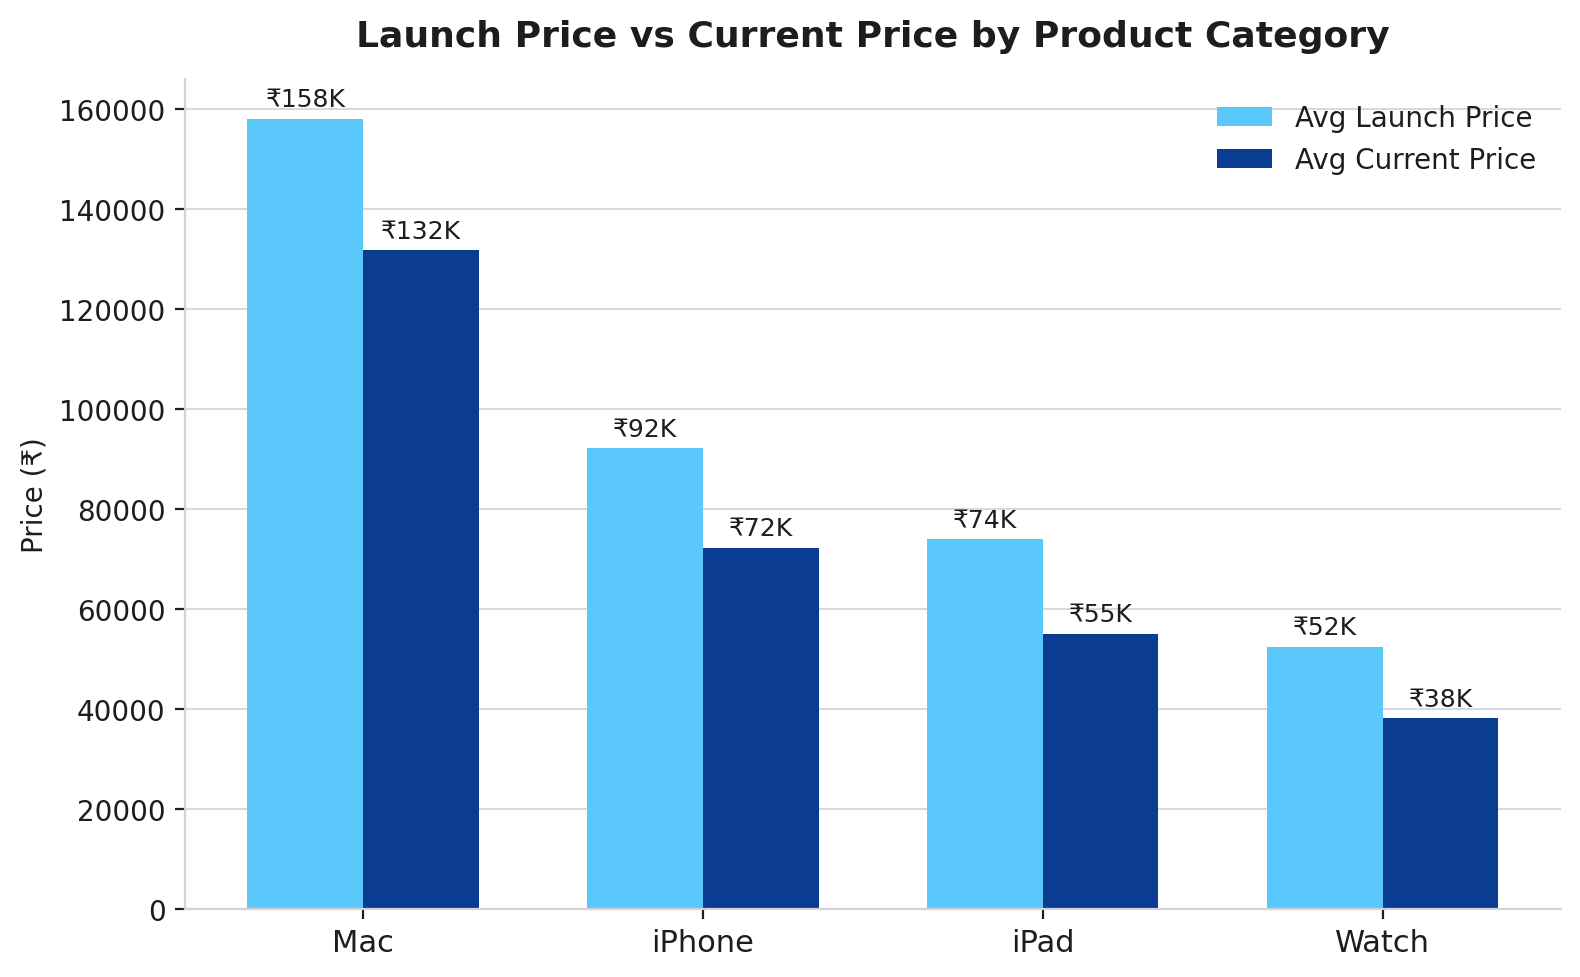 Launch Price vs Current Price by Product Category
Avg Launch Price
Avg Current Price
Price (₹)
160000
140000
120000
100000
80000
60000
40000
20000
0
₹158K
₹132K
₹92K
₹72K
₹74K
₹55K
₹52K
₹38K
Mac
iPhone
iPad
Watch